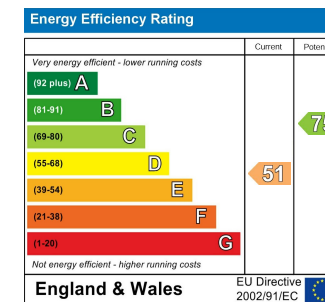 Energy Efficiency Rating
Current
Very energy efficient - lower running costs
(92 plus) A
(81-91) B
(69-80) C
(55-68) D
(39-54) E
51
(21-38) F
(1-20) G
Not energy efficient - higher running costs
England & Wales
EU Directive
2002/91/EC